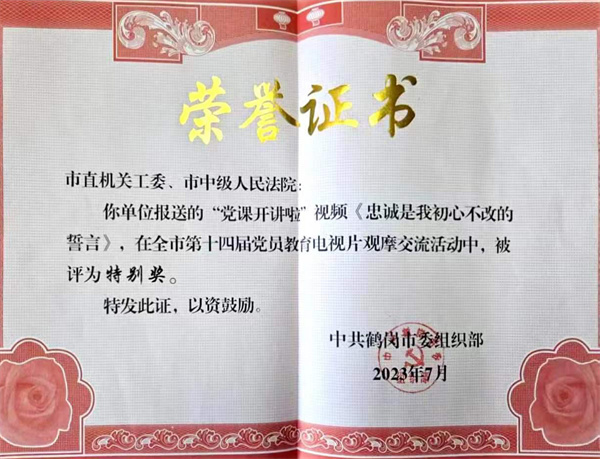 荣誉证书
市直机关工委、市中级人民法院：
你单位报送的“党课开讲啦”视频《忠诚是我初心不改的
誓言》，在全市第十四届党员教育电视片观摩交流活动中，被
评为特别奖。
特发此证，以资鼓励。
中共鹤岗市委组织部
2023年7月